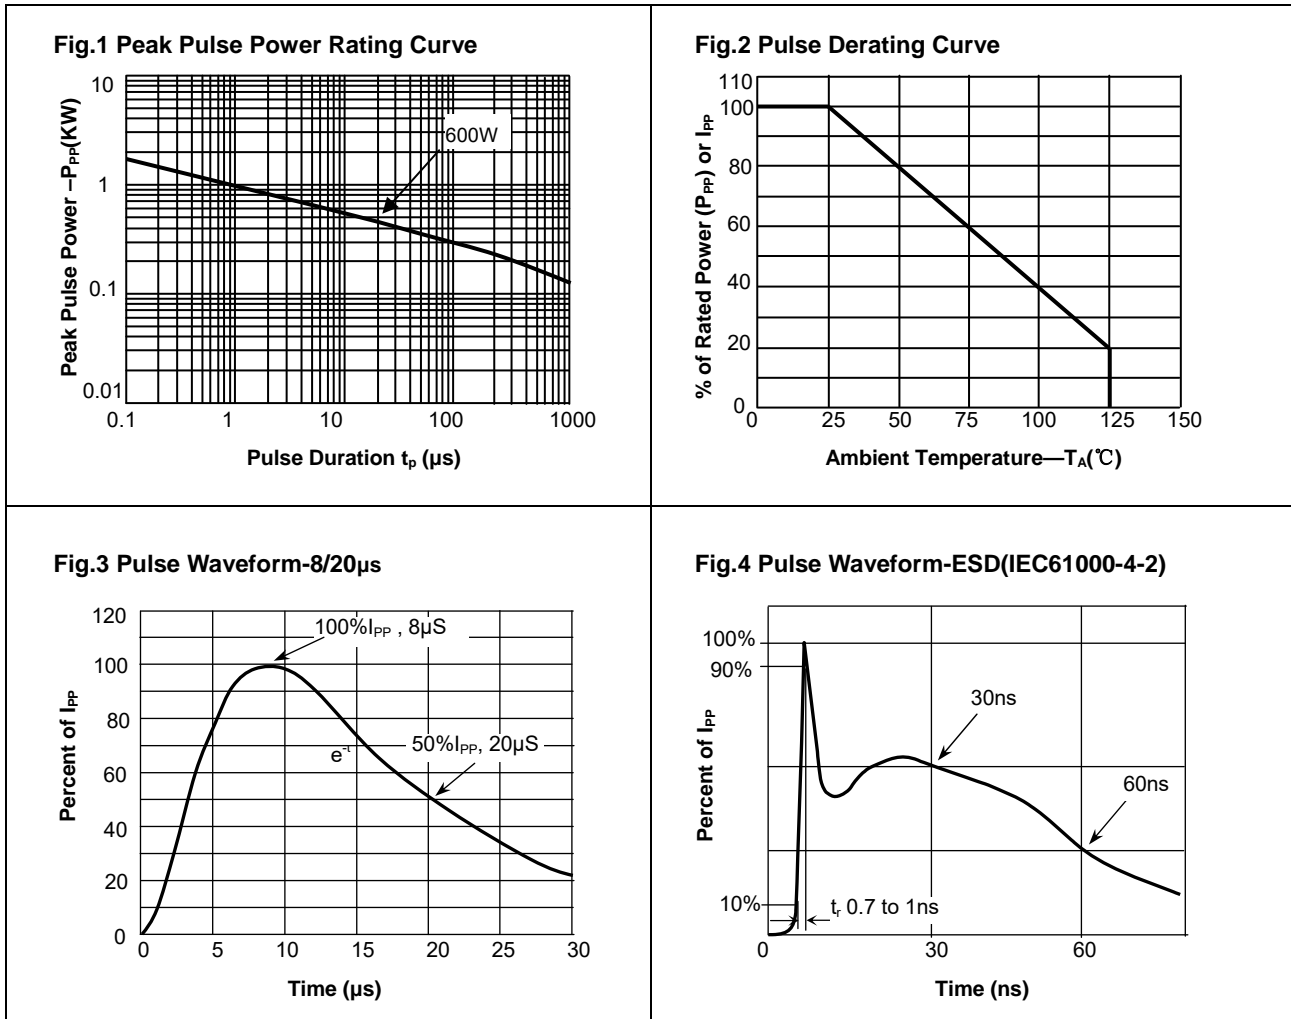 Fig.1 Peak Pulse Power Rating Curve
Peak Pulse Power –PPP(KW)
10
1
0.1
0.01
600W
0.1 1 10 100 1000
Pulse Duration tp (µs)
Fig.2 Pulse Derating Curve
% of Rated Power (PPP) or IPP
110
100
80
60
40
20
0
25 50 75 100 125 150
Ambient Temperature—TA(℃)
Fig.3 Pulse Waveform-8/20µs
Percent of IPP
120
100
80
60
40
20
0
100%IPP , 8µS
50%IPP, 20µS
e-t
0 5 10 15 20 25 30
Time (µs)
Fig.4 Pulse Waveform-ESD(IEC61000-4-2)
Percent of IPP
100%
90%
10%
30ns
60ns
tr 0.7 to 1ns
0 30 60
Time (ns)